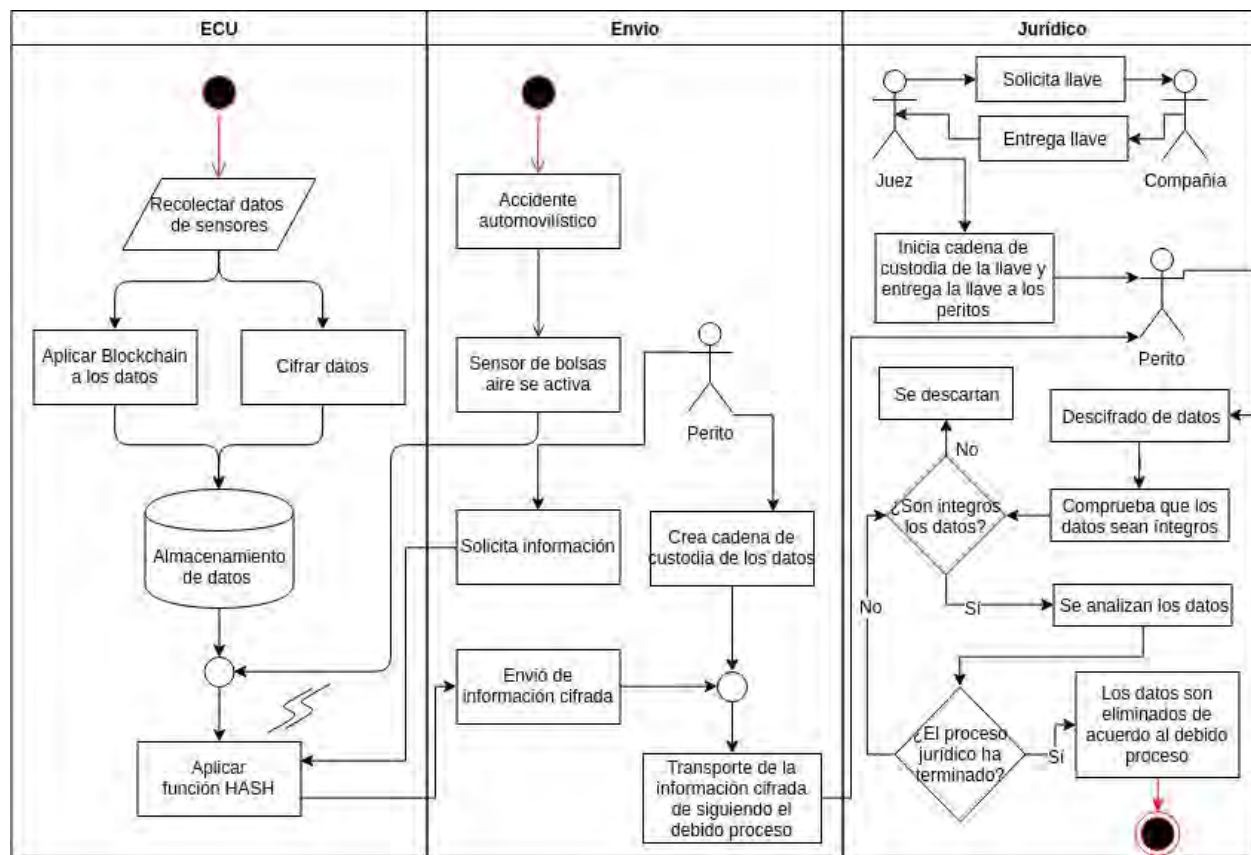 ECU
Envio
Jurídico
Recolectar datos
de sensores
Aplicar Blockchain
a los datos
Cifrar datos
Almacenamiento
de datos
Aplicar
función HASH
Accidente
automovilístico
Sensor de bolsas
aire se activa
Perito
Solicita información
Crea cadena de
custodia de los datos
Envió de
información cifrada
Transporte de la
información cifrada
de siguiendo el
debido proceso
Solicita llave
Entrega llave
Juez
Compañia
Inicia cadena de
custodia de la llave y
entrega la llave a los
peritos
Perito
Se descartan
Descifrado de datos
No
¿Son integros
los datos?
Comprueba que los
datos sean íntegros
No
Sí
Se analizan los datos
¿El proceso
jurídico ha
terminado?
Sí
Los datos son
eliminados de
acuerdo al debido
proceso